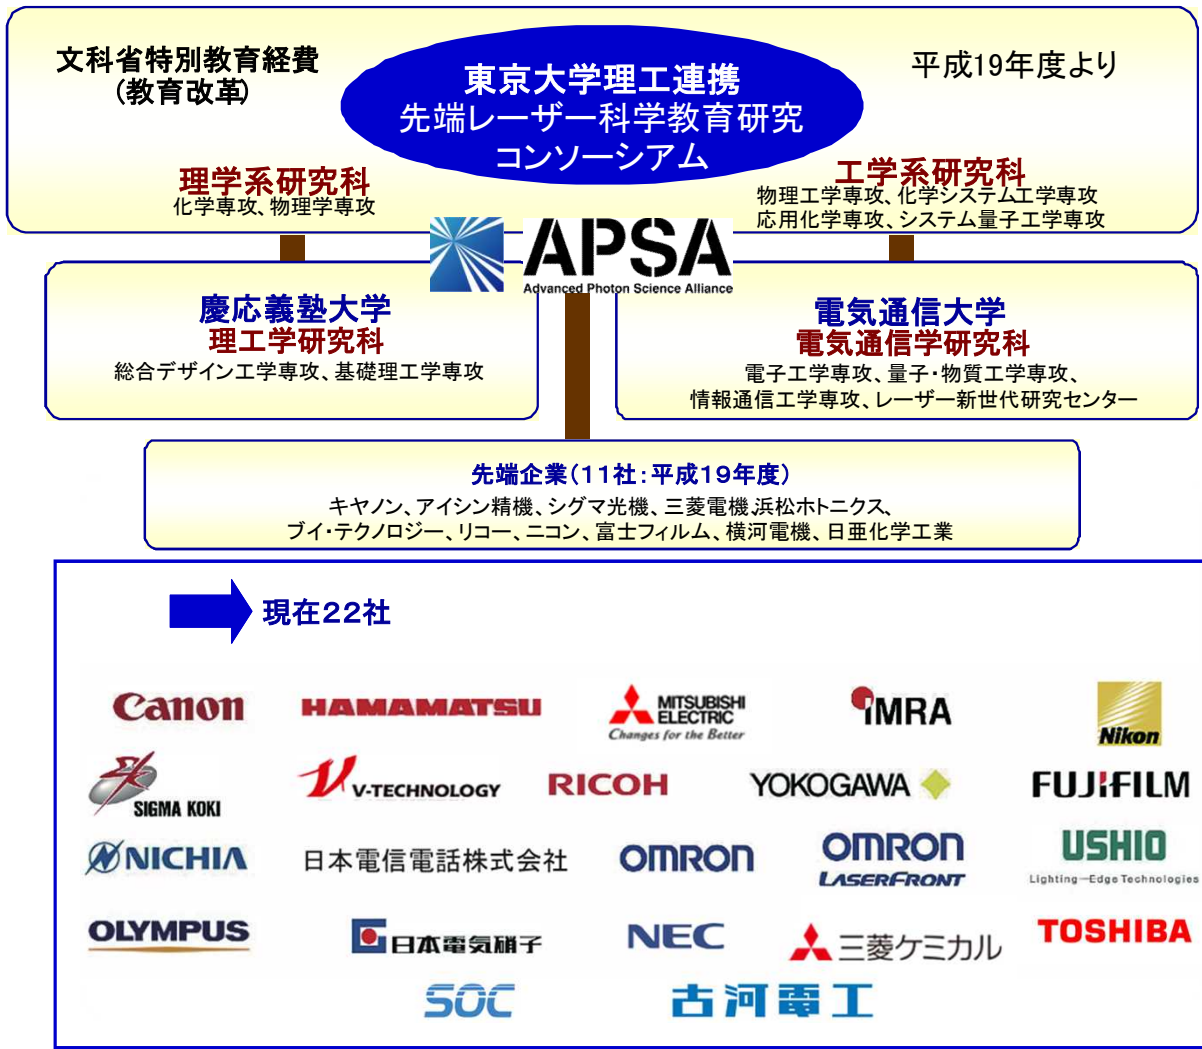 文科省特別教育経費
(教育改革)
東京大学理工連携
先端レーザー科学教育研究
コンソーシアム
平成19年度より
理学系研究科
化学専攻、物理学専攻
工学系研究科
物理工学専攻、化学システム工学専攻
応用化学専攻、システム量子工学専攻
APSA
Advanced Photon Science Alliance
慶応義塾大学
理工学研究科
総合デザイン工学専攻、基礎理工学専攻
電気通信大学
電気通信学研究科
電子工学専攻、量子・物質工学専攻、
情報通信工学専攻、レーザー新世代研究センター
先端企業(11社:平成19年度)
キヤノン、アイシン精機、シグマ光機、三菱電機、浜松ホトニクス、
ブイ・テクノロジー、リコー、ニコン、富士フィルム、横河電機、日亜化学工業
現在22社
Canon
HAMAMATSU
MITSUBISHI
ELECTRIC
Changes for the Better
IMRA
Nikon
SIGMA KOKI
V-TECHNOLOGY
RICOH
YOKOGAWA
FUJIFILM
NICHIA
日本電信電話株式会社
OMRON
OMRON
LASERFRONT
USHIO
Lighting-Edge Technologies
OLYMPUS
日本電気硝子
NEC
三菱ケミカル
TOSHIBA
SOC
古河電工